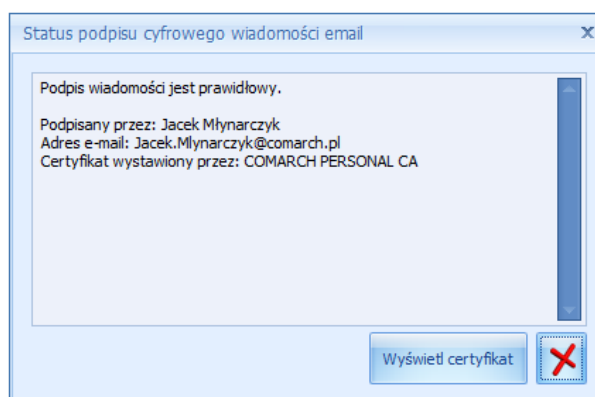 Status podpisu cyfrowego wiadomości email
Podpis wiadomości jest prawidłowy.
Podpisany przez: Jacek Młynarczyk
Adres e-mail: Jacek.Mlynarczyk@comarch.pl
Certyfikat wystawiony przez: COMARCH PERSONAL CA
Wyświetl certyfikat